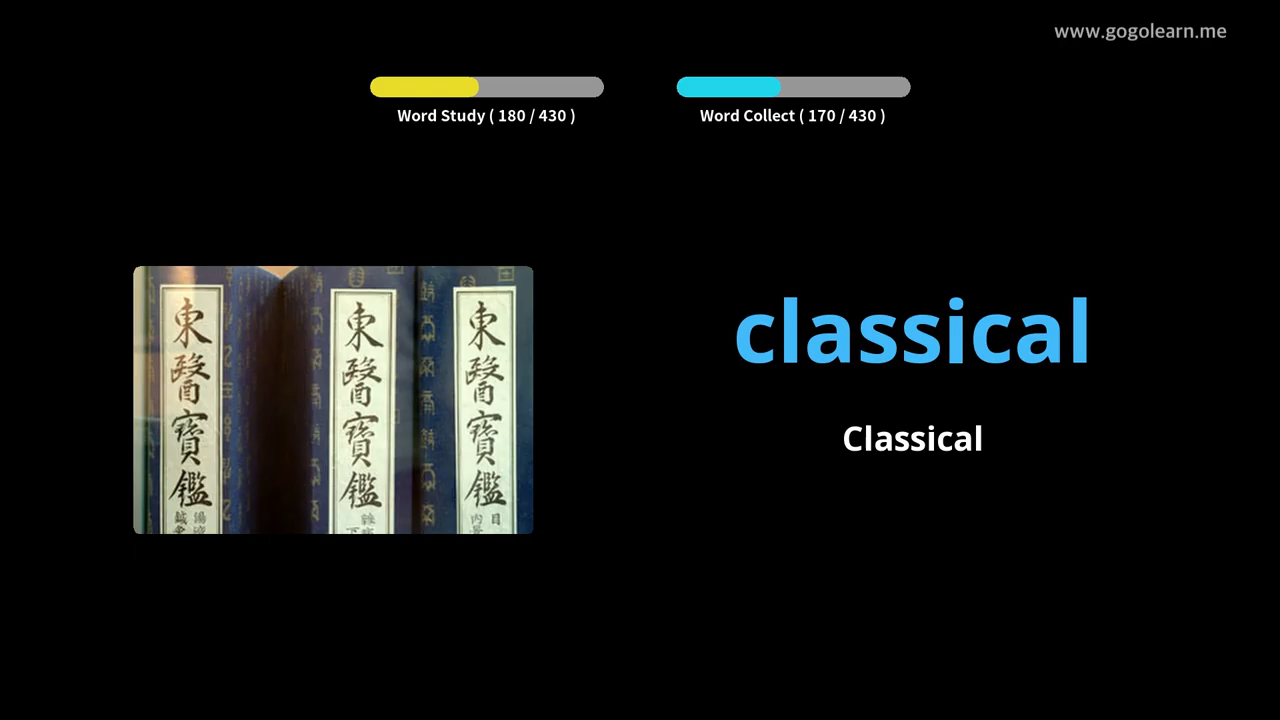 www.gogolearn.me
Word Study ( 180 / 430 )
Word Collect ( 170 / 430 )
classical
Classical
東醫寶鑑
東醫寶鑑
東醫寶鑑